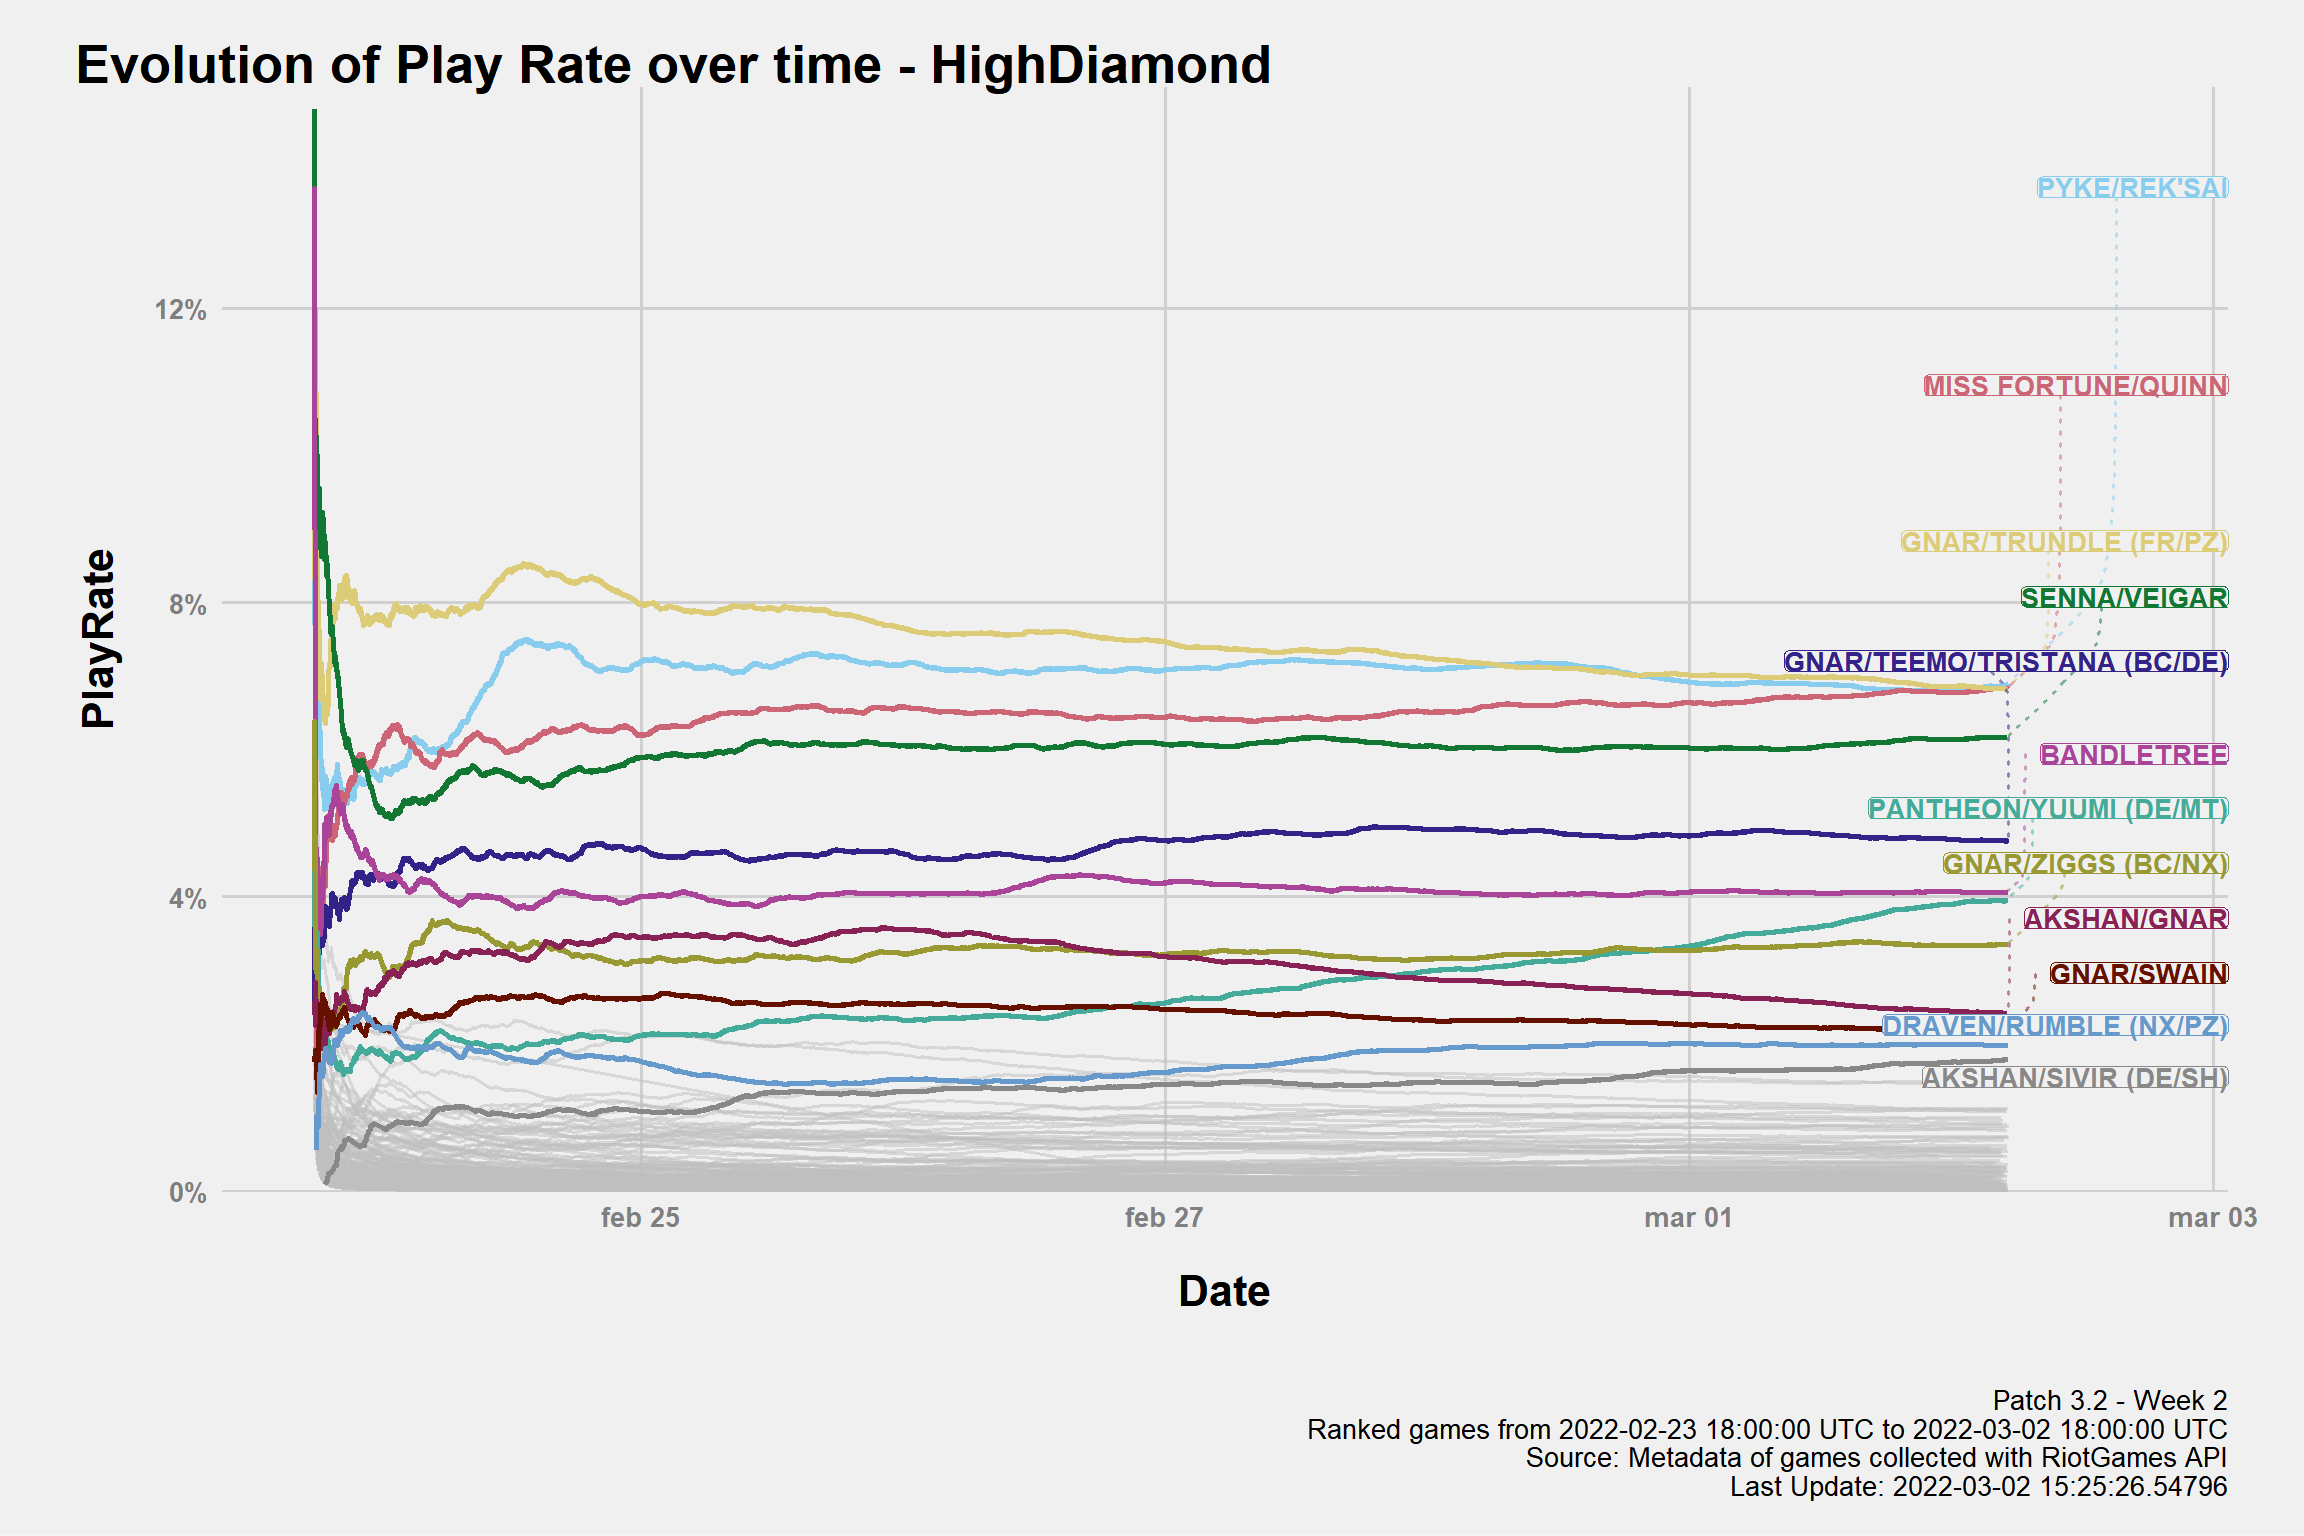 Evolution of Play Rate over time - HighDiamond
PYKE/REK'SAI
12%
MISS FORTUNE/QUINN
GNAR/TRUNDLE (FR/PZ)
8%
SENNA/VEIGAR
PlayRate
GNAR/TEEMO/TRISTANA (BC/DE)
BANDLETREE
PANTHEON/YUUMI (DE/MT)
GNAR/ZIGGS (BC/NX)
4%
AKSHAN/GNAR
GNAR/SWAIN
DRAVEN/RUMBLE (NX/PZ)
AKSHAN/SIVIR (DE/SH)
0%
feb 25
feb 27
mar 01
mar 03
Date
Patch 3.2 - Week 2
Ranked games from 2022-02-23 18:00:00 UTC to 2022-03-02 18:00:00 UTC
Source: Metadata of games collected with RiotGames API
Last Update: 2022-03-02 15:25:26.54796